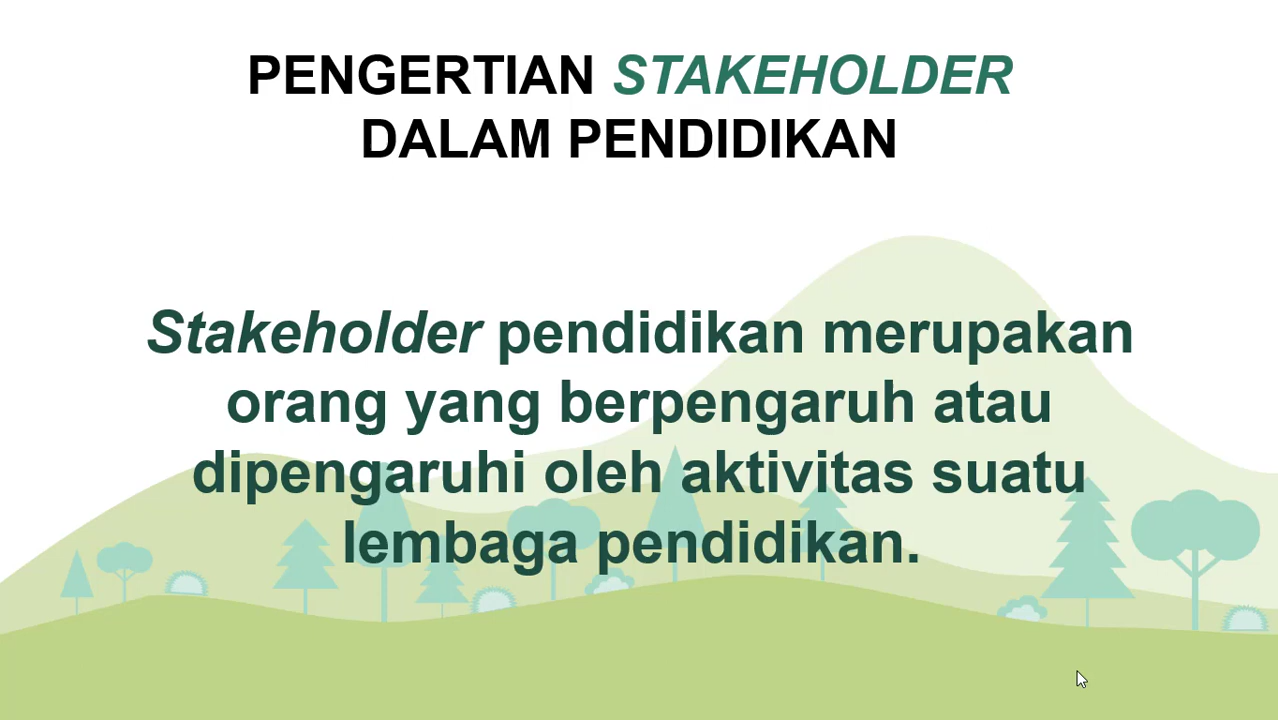 PENGERTIAN STAKEHOLDER
DALAM PENDIDIKAN
Stakeholder pendidikan merupakan
orang yang berpengaruh atau
dipengaruhi oleh aktivitas suatu
lembaga pendidikan.